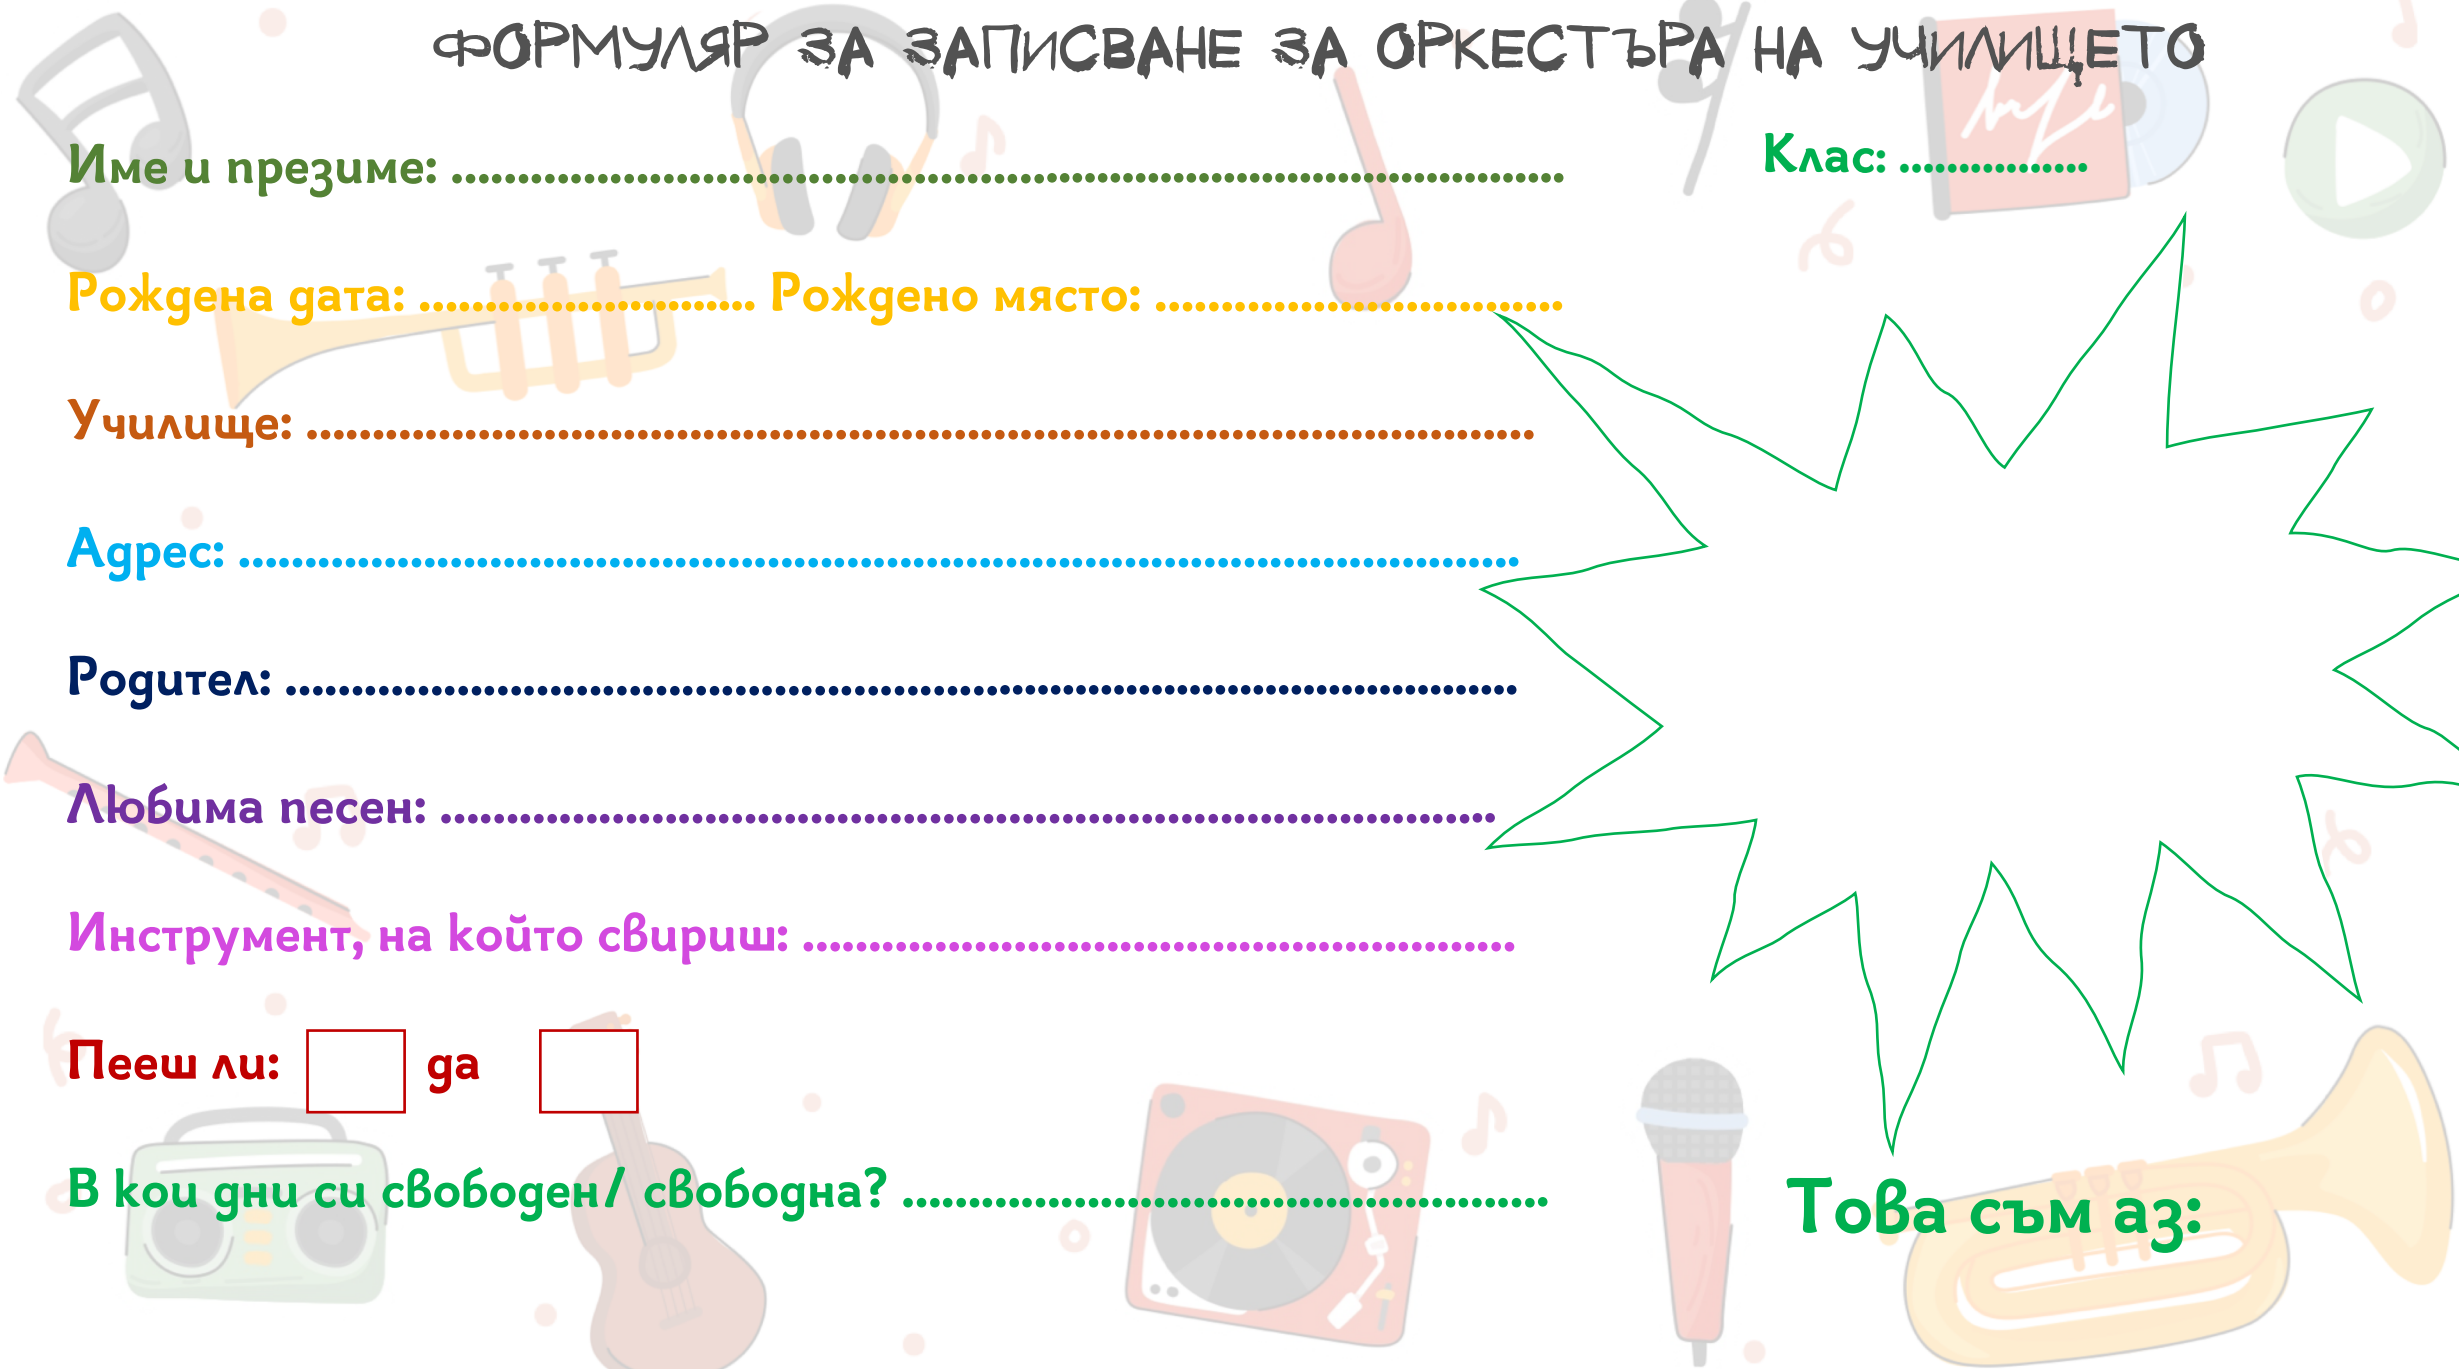 ФОРМУЛЯР ЗА ЗАПИСВАНЕ ЗА ОРКЕСТЪРА НА УЧИЛИЩЕТО
Име и презиме: ........................................................................................
Клас: ................
Рождена дата: .......................... Рождено място: ...............................
Училище: .............................................................................................
Адрес: .................................................................................................
Родител: ..............................................................................................
Любима песен: ................................................................................
Инструмент, на който свириш: ......................................................
Пееш ли: да
В кои дни си свободен/ свободна? .................................................
Това съм аз: